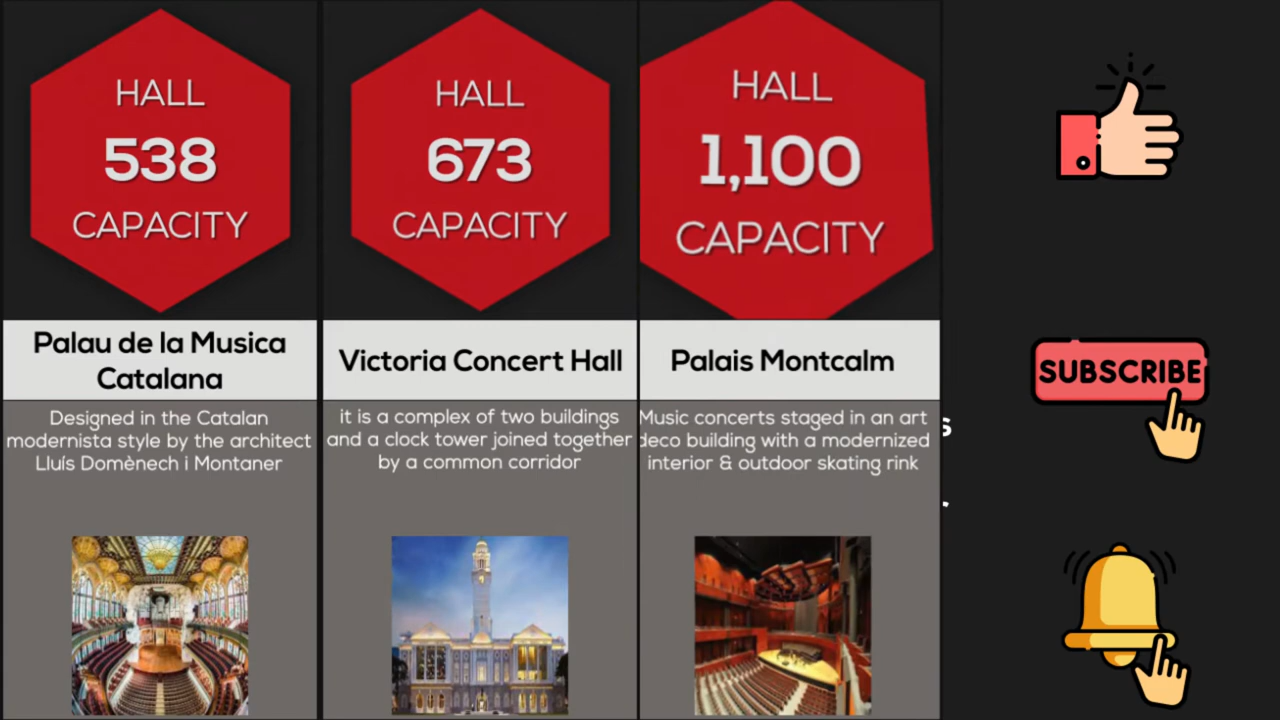 HALL
538
CAPACITY
Palau de la Musica
Catalana
Designed in the Catalan
modernista style by the architect
Lluís Domènech i Montaner
HALL
673
CAPACITY
Victoria Concert Hall
it is a complex of two buildings
and a clock tower joined together
by a common corridor
HALL
1,100
CAPACITY
Palais Montcalm
Music concerts staged in an art
deco building with a modernized
interior & outdoor skating rink
s
SUBSCRIBE